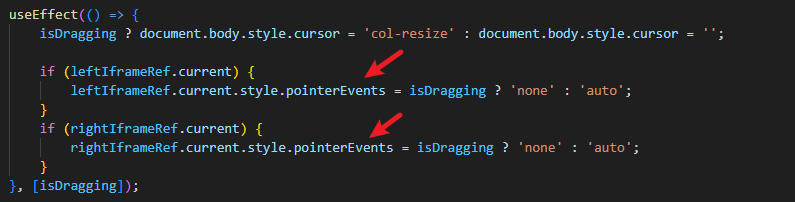 useEffect(() => {
isDragging ? document.body.style.cursor = 'col-resize' : document.body.style.cursor = '';
if (leftIframeRef.current) {
leftIframeRef.current.style.pointerEvents = isDragging ? 'none' : 'auto';
}
if (rightIframeRef.current) {
rightIframeRef.current.style.pointerEvents = isDragging ? 'none' : 'auto';
}
}, [isDragging]);